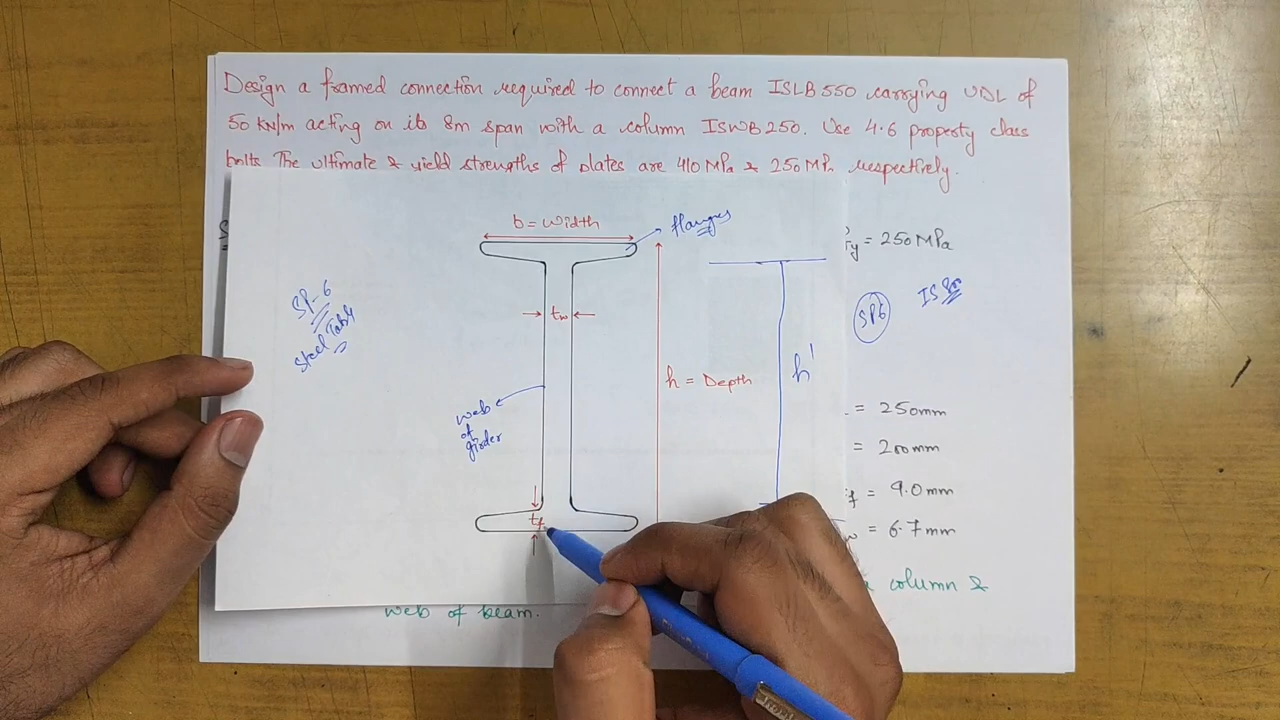 Design a framed connection required to connect a beam ISLB 550 carrying UDL of
50 kN/m acting on its 8m span with a column ISWB 250. Use 4.6 property class
bolts. The ultimate & yield strengths of plates are 410 MPa & 250 MPa respectively.
b = width
flanges
fy = 250 MPa
SP-6
Steel Table
tw
SP6
IS 800
h = Depth
h'
= 250mm
web
of
girder
= 200mm
tf
= 9.0mm
= 6.7mm
column &
web of beam.